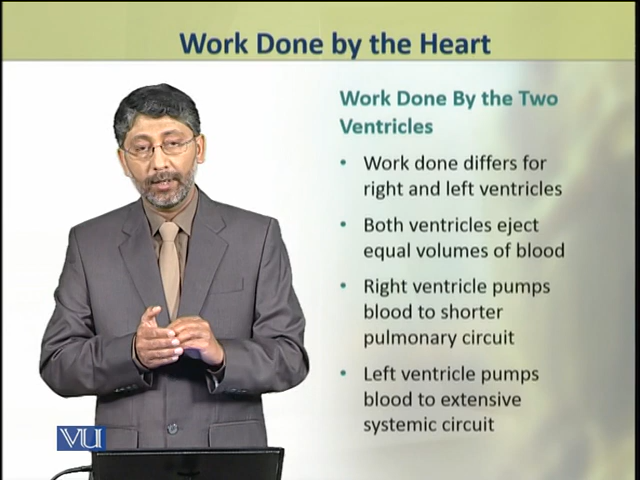 Work Done by the Heart
Work Done By the Two
Ventricles
• Work done differs for
right and left ventricles
• Both ventricles eject
equal volumes of blood
• Right ventricle pumps
blood to shorter
pulmonary circuit
• Left ventricle pumps
blood to extensive
systemic circuit
VU